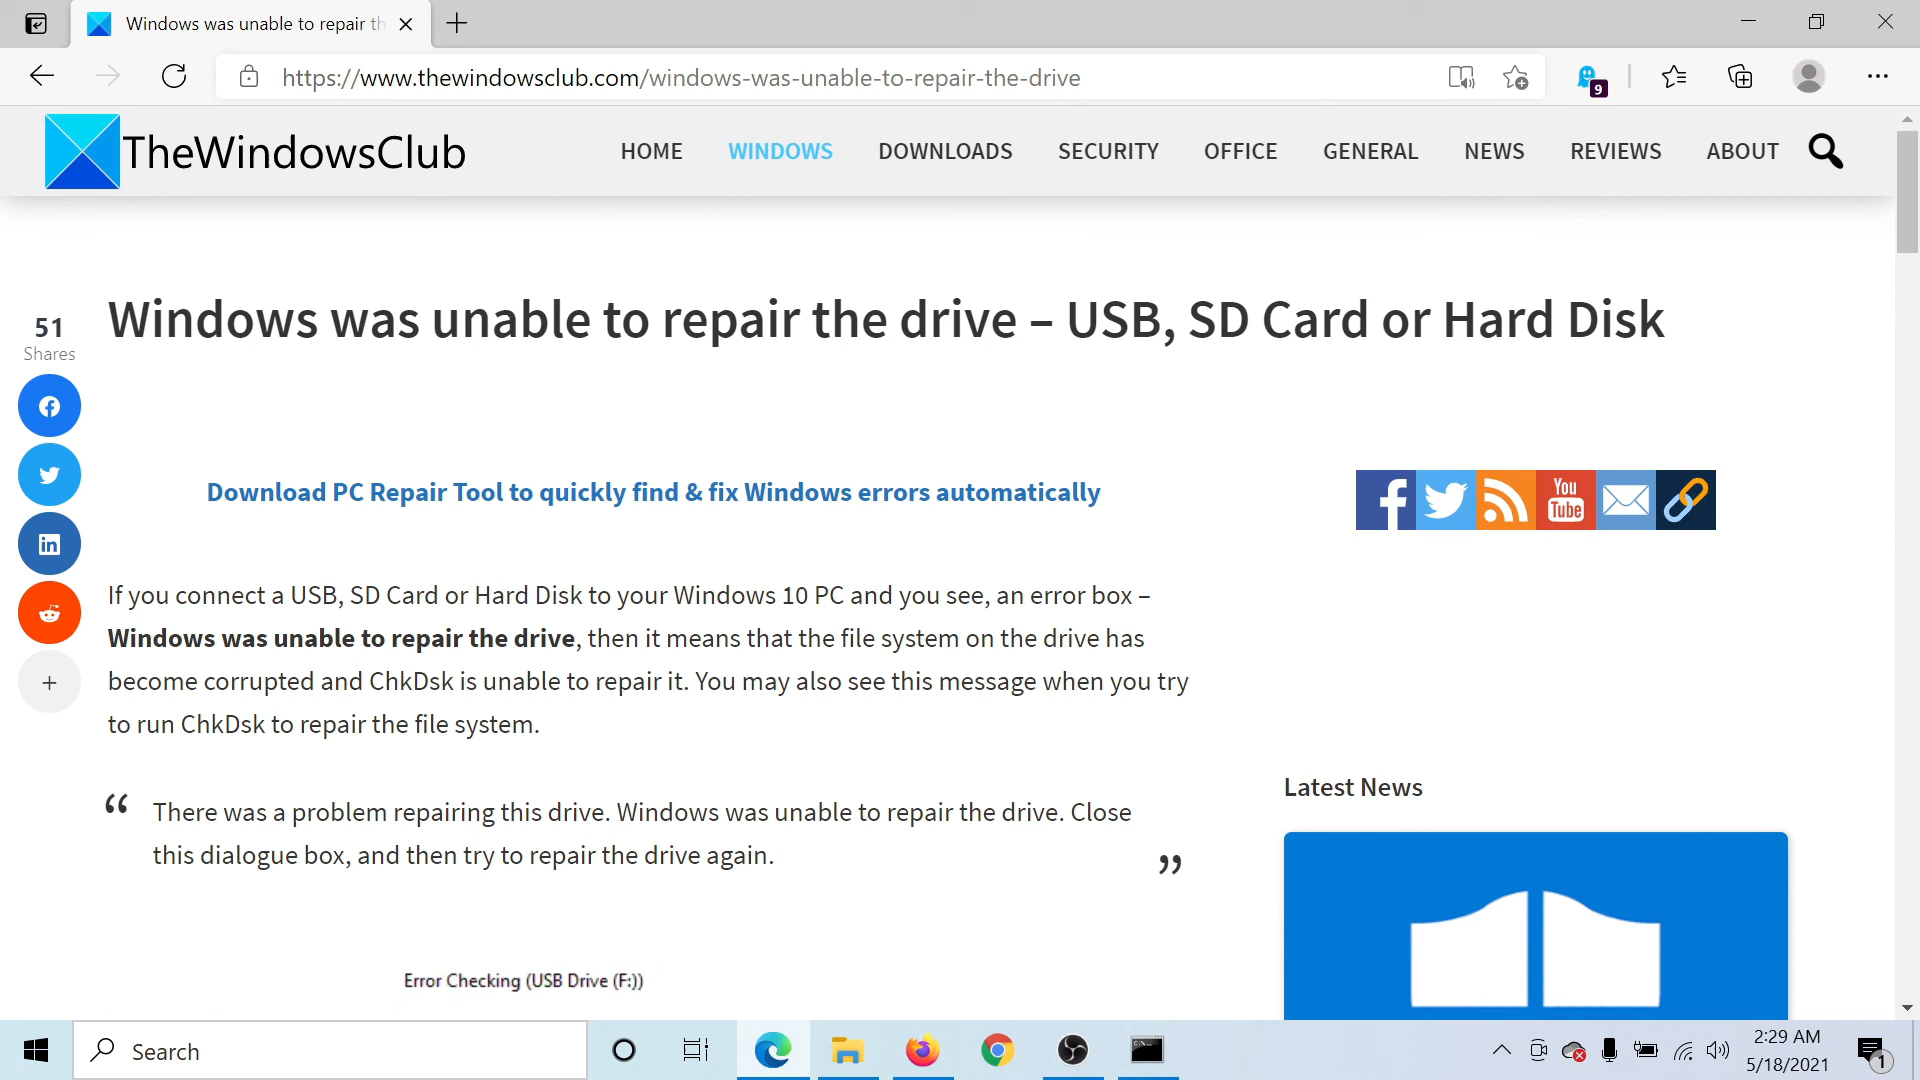 Windows was unable to repair th
https://www.thewindowsclub.com/windows-was-unable-to-repair-the-drive
9
TheWindowsClub
HOME WINDOWS DOWNLOADS SECURITY OFFICE GENERAL NEWS REVIEWS ABOUT
Windows was unable to repair the drive – USB, SD Card or Hard Disk
51
Shares
Download PC Repair Tool to quickly find & fix Windows errors automatically
You
Tube
If you connect a USB, SD Card or Hard Disk to your Windows 10 PC and you see, an error box –
Windows was unable to repair the drive, then it means that the file system on the drive has
become corrupted and ChkDsk is unable to repair it. You may also see this message when you try
to run ChkDsk to repair the file system.
Latest News
“ There was a problem repairing this drive. Windows was unable to repair the drive. Close
this dialogue box, and then try to repair the drive again. ”
Error Checking (USB Drive (F:))
Search
2:29 AM
5/18/2021
1